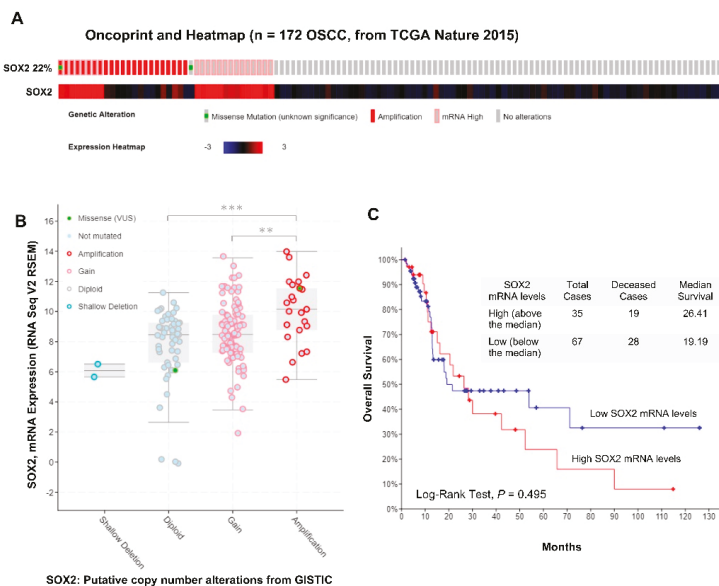 A
Oncoprint and Heatmap (n = 172 OSCC, from TCGA Nature 2015)
SOX2 22%
SOX2
Genetic Alteration
Missense Mutation (unknown significance)
Amplification
mRNA High
No alterations
Expression Heatmap
-3
3
B
SOX2, mRNA Expression (RNA Seq V2 RSEM)
16
14
12
10
8
6
4
2
0
-2
Missense (VUS)
Not mutated
Amplification
Gain
Diploid
Shallow Deletion
***
**
Shallow Deletion
Diploid
Gain
Amplification
SOX2: Putative copy number alterations from GISTIC
C
Overall Survival
100%
90%
80%
70%
60%
50%
40%
30%
20%
10%
0%
SOX2 Total Deceased Median
mRNA levels Cases Cases Survival
High (above 35 19 26.41
the median)
Low (below 67 28 19.19
the median)
Low SOX2 mRNA levels
High SOX2 mRNA levels
Log-Rank Test, P = 0.495
0 10 20 30 40 50 60 70 80 90 100 110 120 130
Months